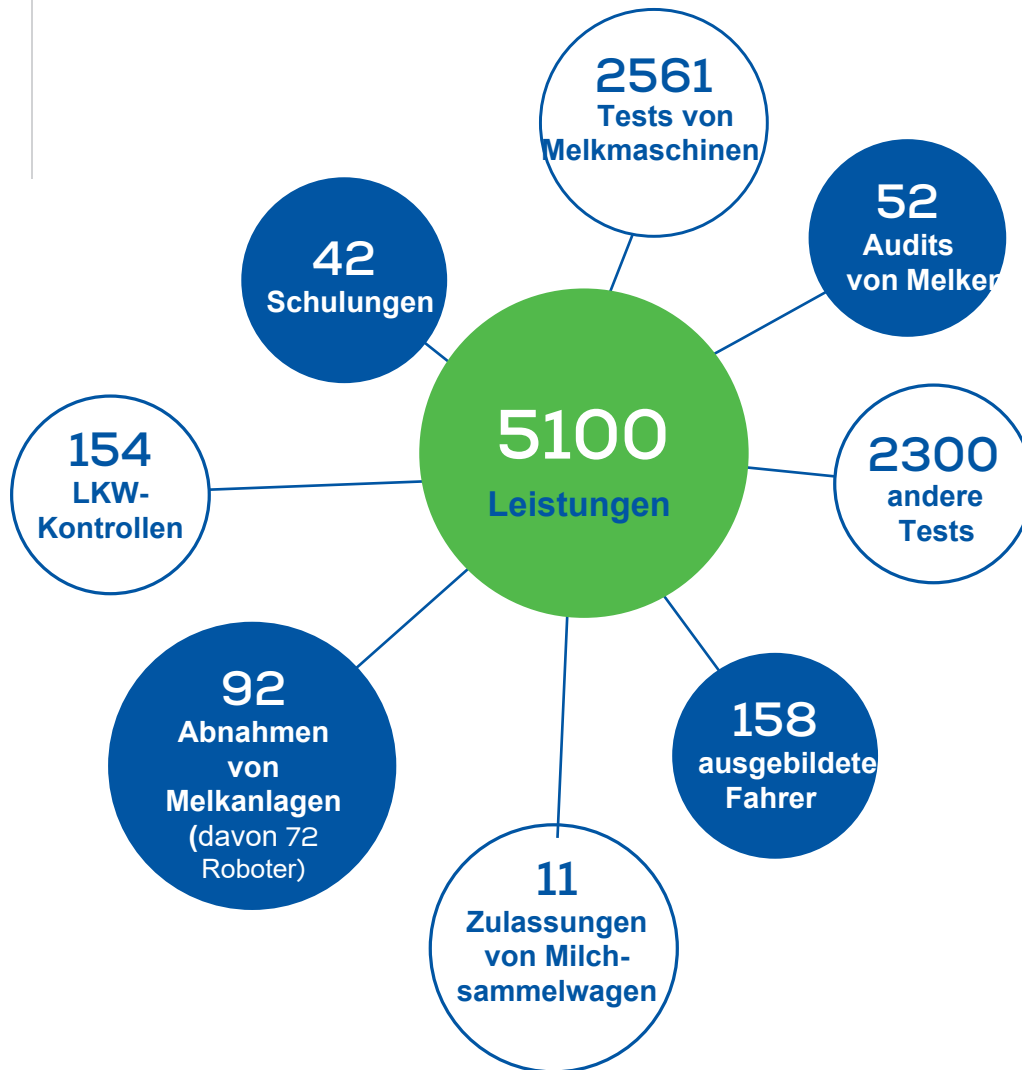 2561
Tests von
Melkmaschinen
52
Audits
von Melken
42
Schulungen
5100
Leistungen
154
LKW-
Kontrollen
2300
andere
Tests
92
Abnahmen
von
Melkanlagen
(davon 72
Roboter)
158
ausgebildete
Fahrer
11
Zulassungen
von Milch-
sammelwagen